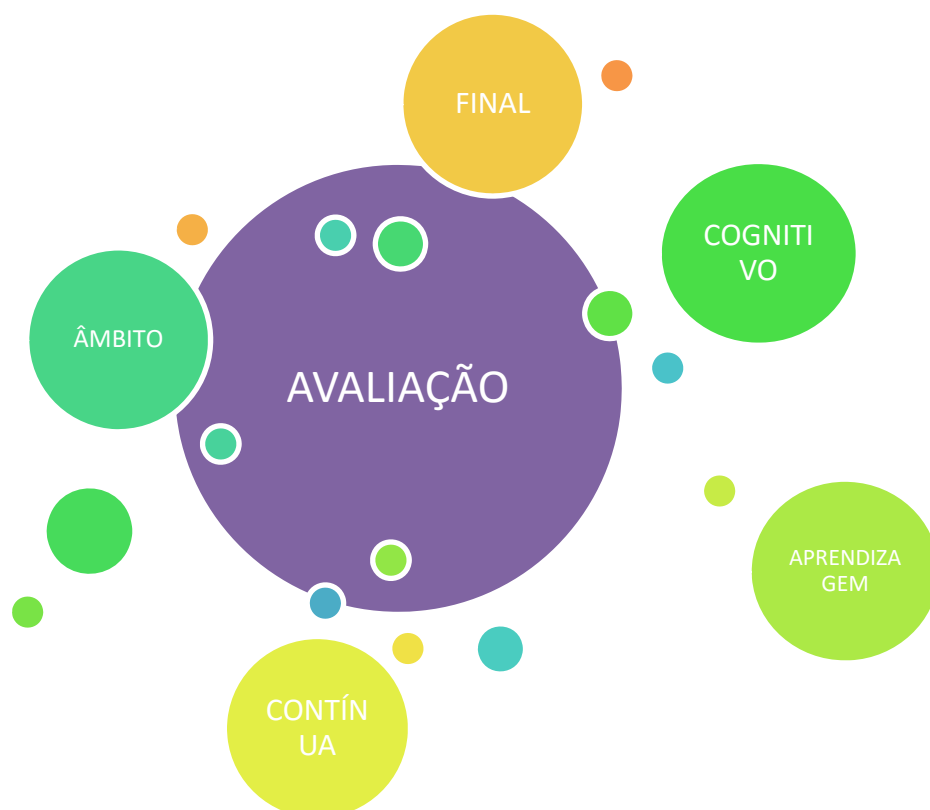 FINAL
COGNITI
VO
ÂMBITO
AVALIAÇÃO
APRENDIZA
GEM
CONTÍN
UA